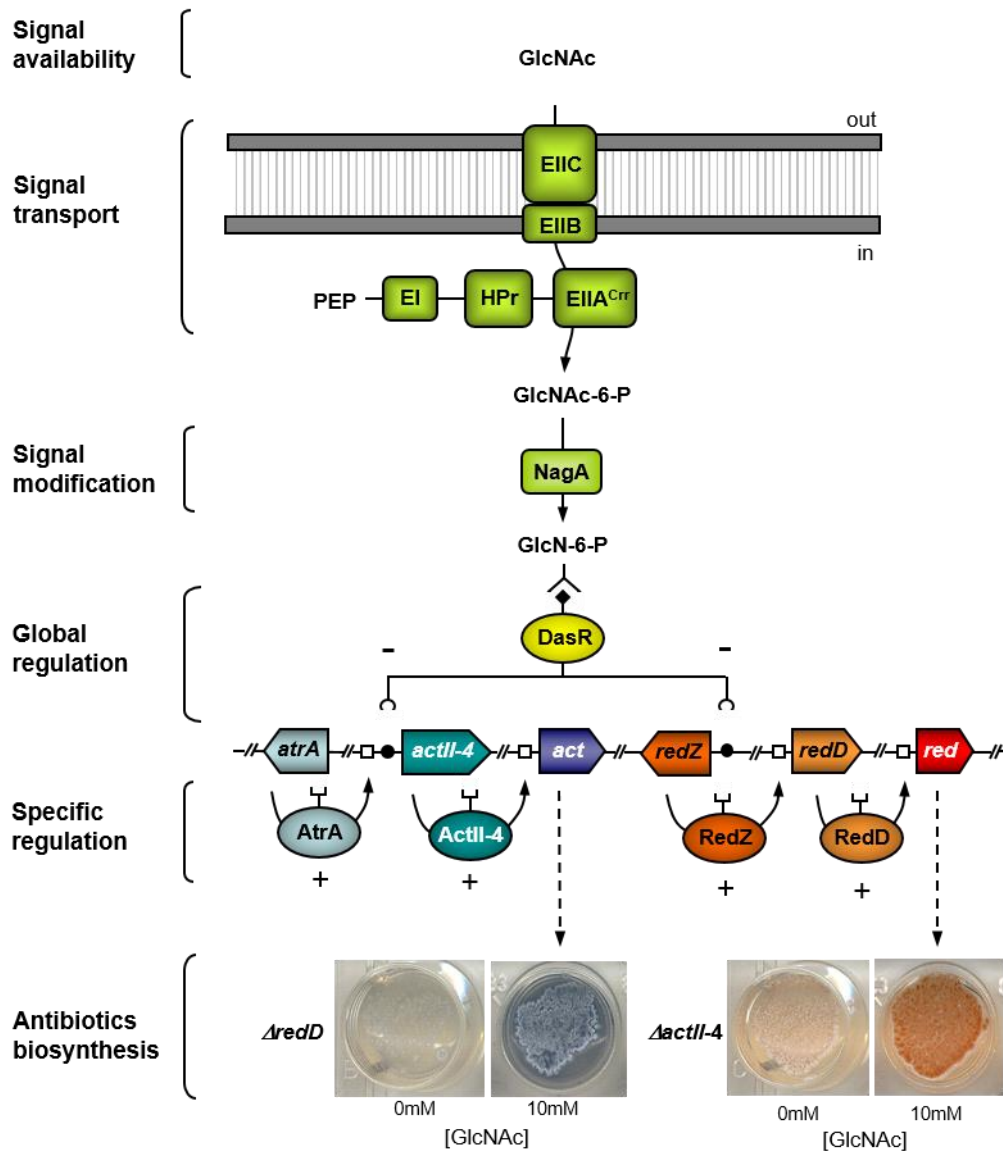 Signal
availability
GlcNAc
out
EIIC
Signal
transport
EIIB
in
PEP
EI
HPr
EIIACrr
GlcNAc-6-P
Signal
modification
NagA
GlcN-6-P
Global
regulation
DasR
- -
atrA actII-4 act redZ redD red
Specific
regulation
AtrA ActII-4 RedZ RedD
+ + + +
Antibiotics
biosynthesis
ΔredD
ΔactII-4
0mM 10mM 0mM 10mM
[GlcNAc] [GlcNAc]